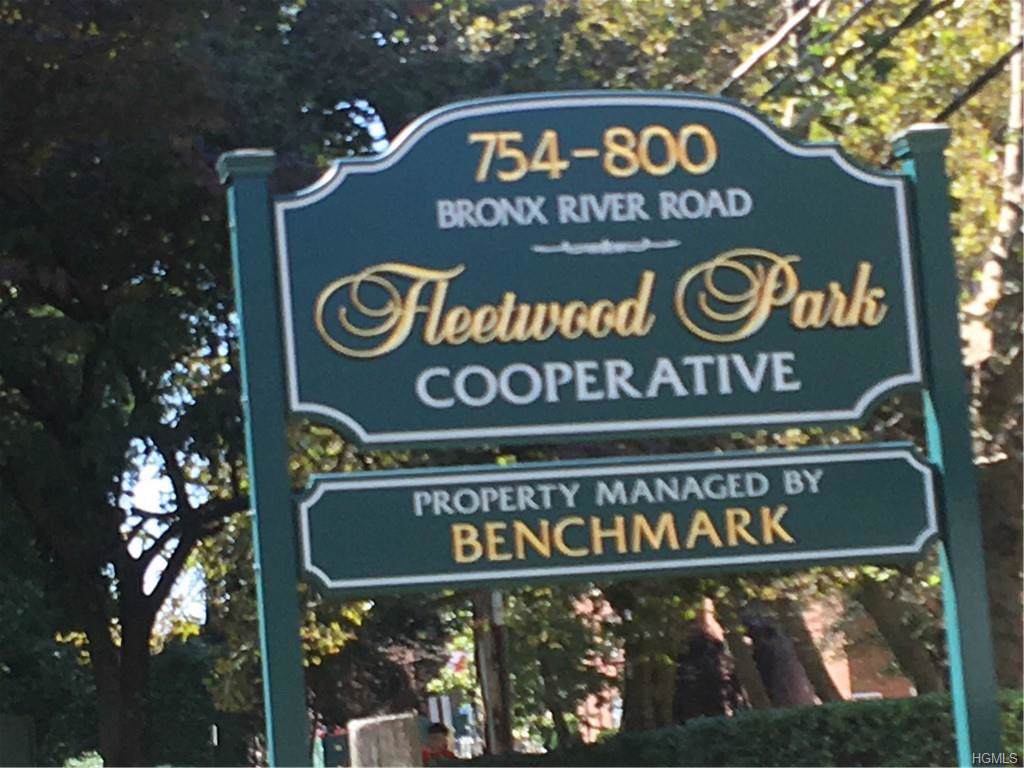 754-800
BRONX RIVER ROAD
Fleetwood Park
COOPERATIVE
PROPERTY MANAGED BY
BENCHMARK
HGMLS